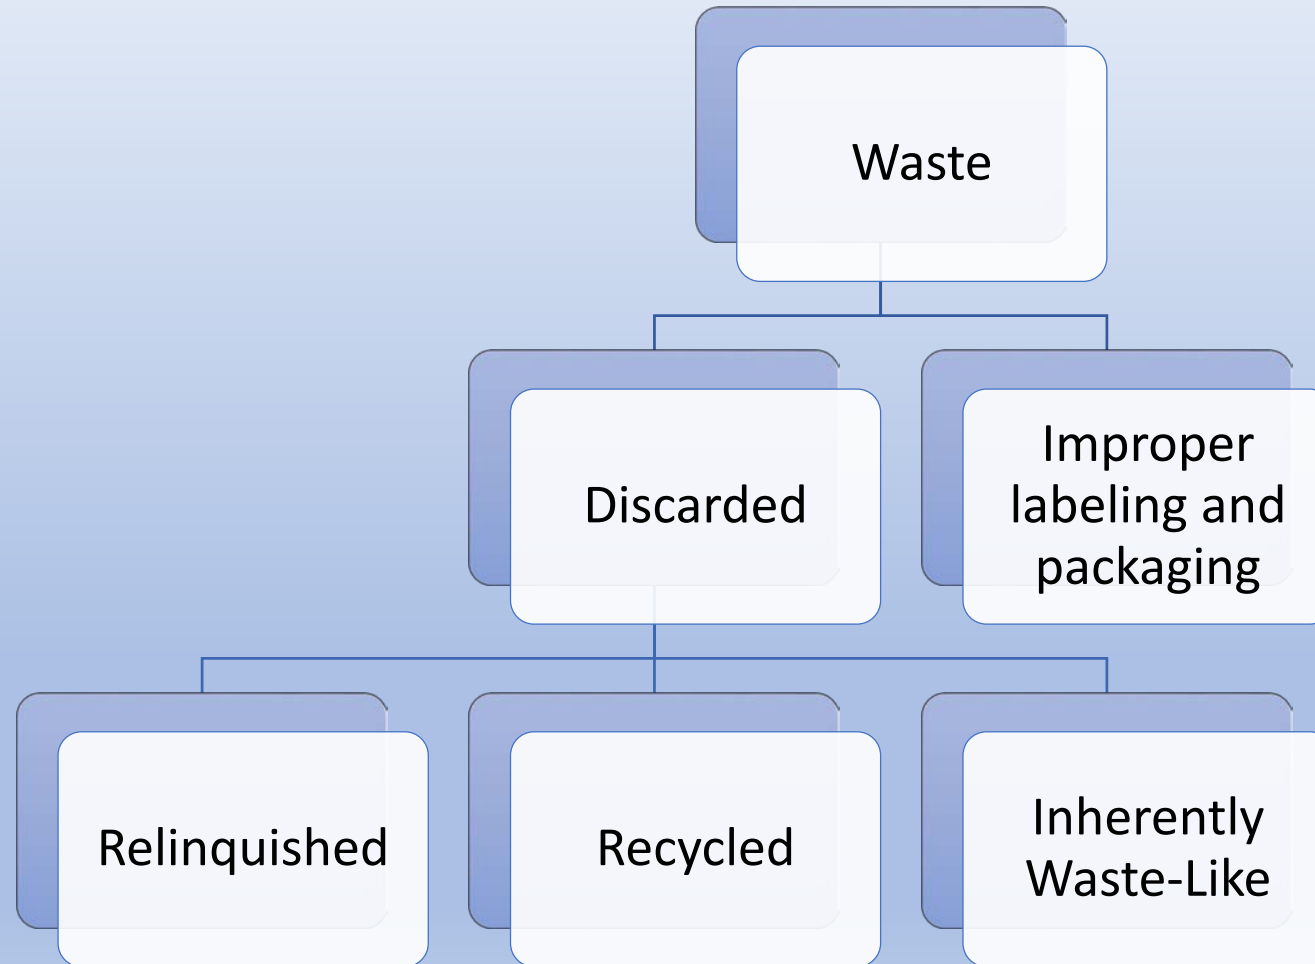 Waste
Discarded
Improper
labeling and
packaging
Relinquished
Recycled
Inherently
Waste-Like